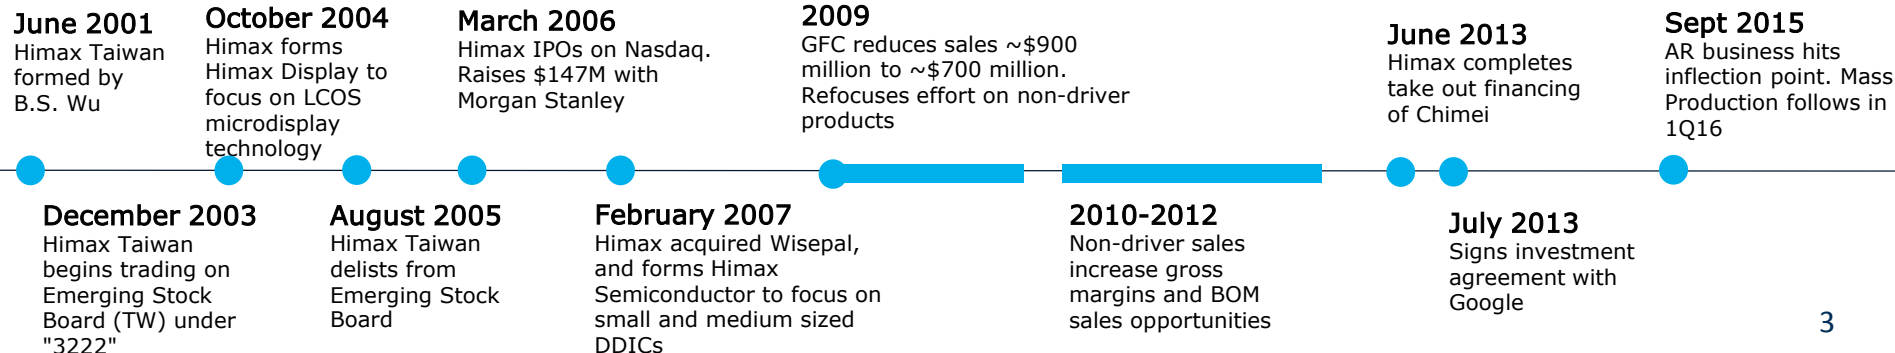 June 2001
Himax Taiwan
formed by
B.S. Wu
October 2004
Himax forms
Himax Display to
focus on LCOS
microdisplay
technology
March 2006
Himax IPOs on Nasdaq.
Raises $147M with
Morgan Stanley
2009
GFC reduces sales ~$900
million to ~$700 million.
Refocuses effort on non-driver
products
June 2013
Himax completes
take out financing
of Chimei
Sept 2015
AR business hits
inflection point. Mass
Production follows in
1Q16
December 2003
Himax Taiwan
begins trading on
Emerging Stock
Board (TW) under
"3222"
August 2005
Himax Taiwan
delists from
Emerging Stock
Board
February 2007
Himax acquired Wisepal,
and forms Himax
Semiconductor to focus on
small and medium sized
DDICs
2010-2012
Non-driver sales
increase gross
margins and BOM
sales opportunities
July 2013
Signs investment
agreement with
Google
3